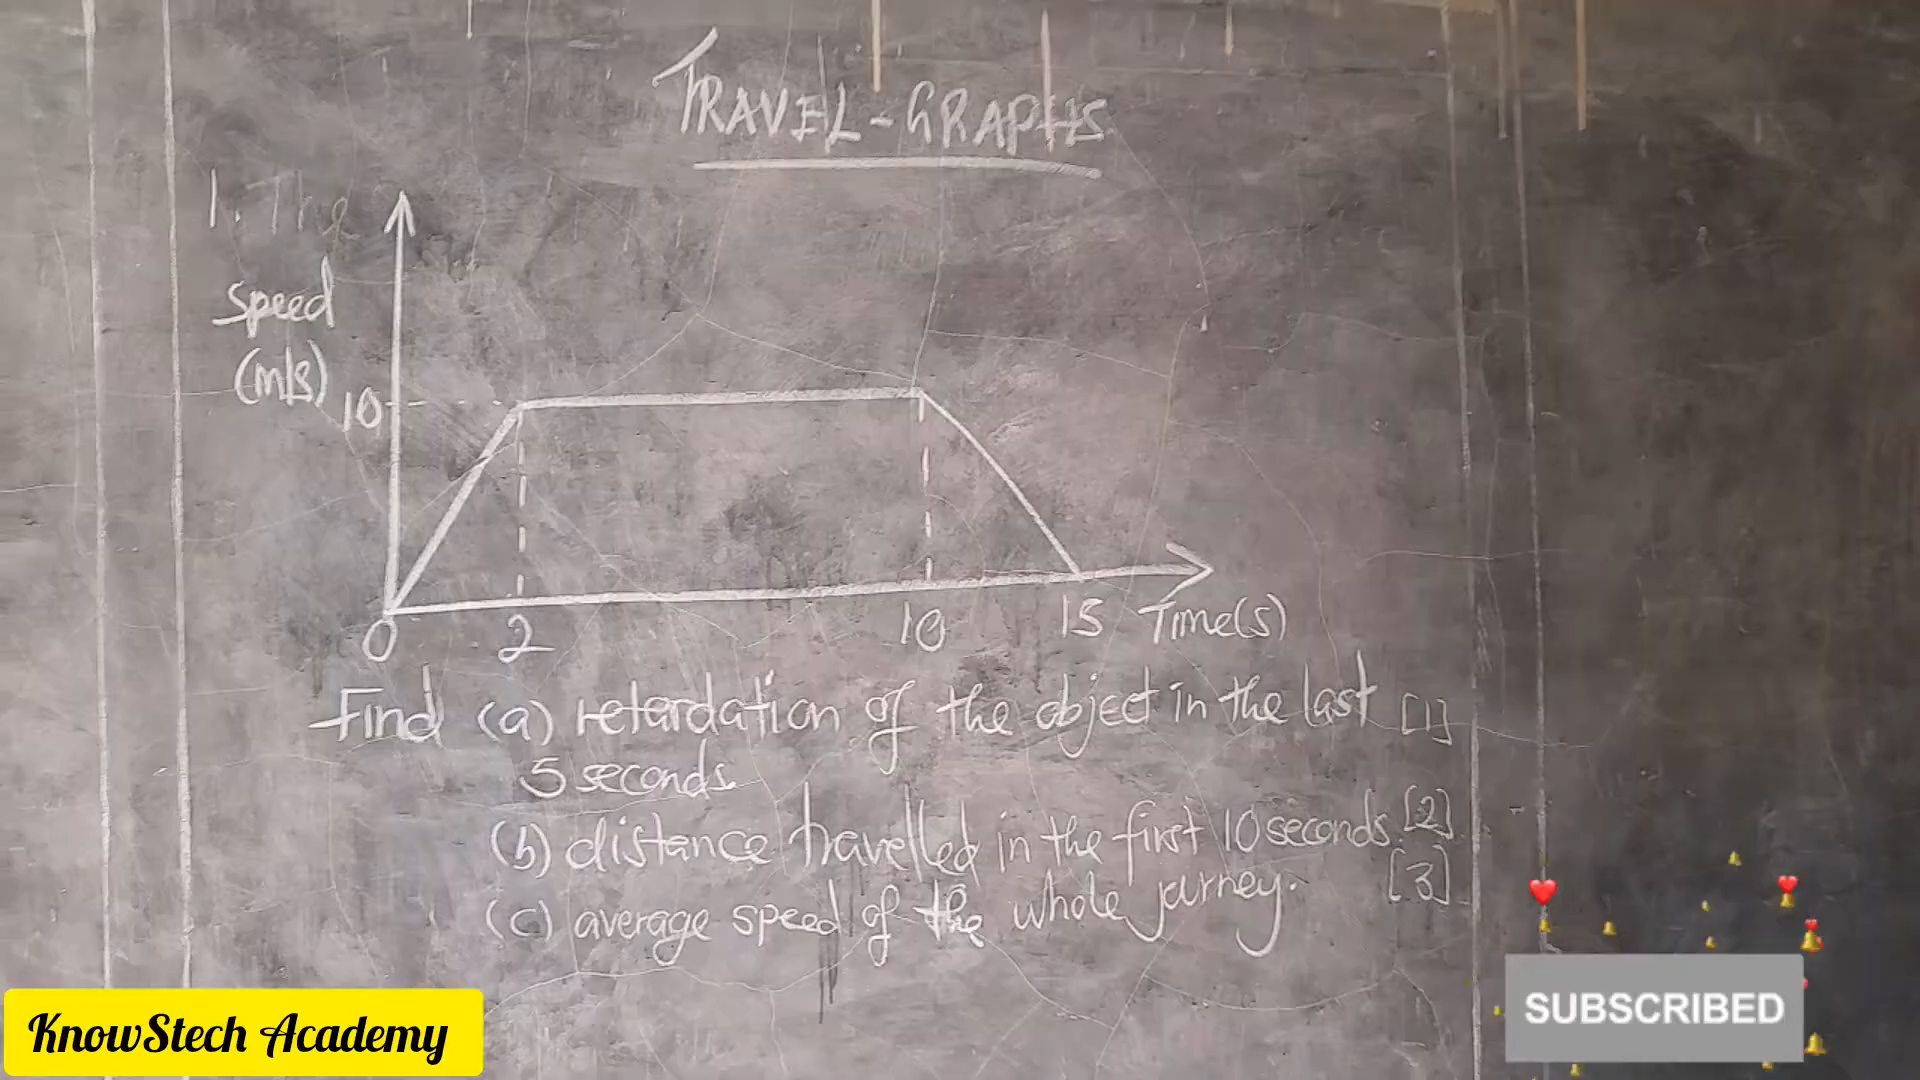 TRAVEL-GRAPHS
1. The
Speed
(m/s)
10
0 2 10 15 Time(s)
Find (a) retardation of the object in the last [1]
5 seconds.
(b) distance travelled in the first 10 seconds. [2]
(c) average speed of the whole journey. [3]
KnowStech Academy
SUBSCRIBED